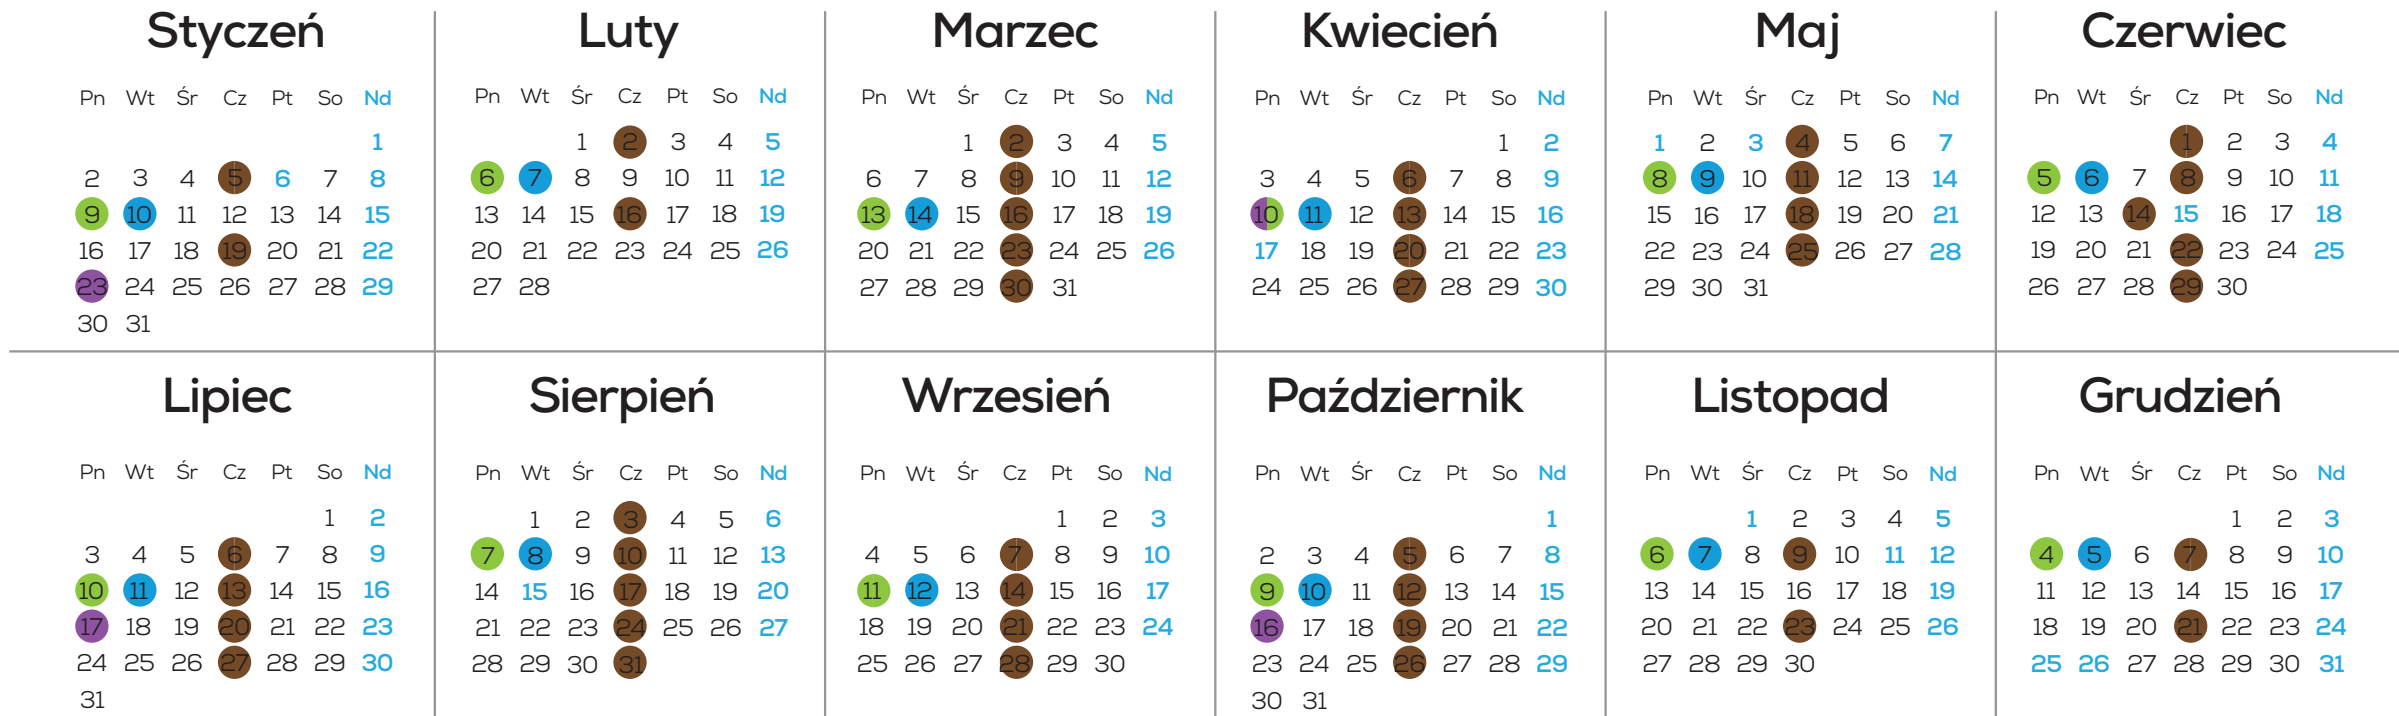 Styczeń
Pn Wt Śr Cz Pt So Nd
1
2 3 4 5 6 7 8
9 10 11 12 13 14 15
16 17 18 19 20 21 22
23 24 25 26 27 28 29
30 31
Luty
Pn Wt Śr Cz Pt So Nd
1 2 3 4 5
6 7 8 9 10 11 12
13 14 15 16 17 18 19
20 21 22 23 24 25 26
27 28
Marzec
Pn Wt Śr Cz Pt So Nd
1 2 3 4 5
6 7 8 9 10 11 12
13 14 15 16 17 18 19
20 21 22 23 24 25 26
27 28 29 30 31
Kwiecień
Pn Wt Śr Cz Pt So Nd
1 2
3 4 5 6 7 8 9
10 11 12 13 14 15 16
17 18 19 20 21 22 23
24 25 26 27 28 29 30
Maj
Pn Wt Śr Cz Pt So Nd
1 2 3 4 5 6 7
8 9 10 11 12 13 14
15 16 17 18 19 20 21
22 23 24 25 26 27 28
29 30 31
Czerwiec
Pn Wt Śr Cz Pt So Nd
1 2 3 4
5 6 7 8 9 10 11
12 13 14 15 16 17 18
19 20 21 22 23 24 25
26 27 28 29 30
Lipiec
Pn Wt Śr Cz Pt So Nd
1 2
3 4 5 6 7 8 9
10 11 12 13 14 15 16
17 18 19 20 21 22 23
24 25 26 27 28 29 30
31
Sierpień
Pn Wt Śr Cz Pt So Nd
1 2 3 4 5 6
7 8 9 10 11 12 13
14 15 16 17 18 19 20
21 22 23 24 25 26 27
28 29 30 31
Wrzesień
Pn Wt Śr Cz Pt So Nd
1 2 3
4 5 6 7 8 9 10
11 12 13 14 15 16 17
18 19 20 21 22 23 24
25 26 27 28 29 30
Październik
Pn Wt Śr Cz Pt So Nd
1
2 3 4 5 6 7 8
9 10 11 12 13 14 15
16 17 18 19 20 21 22
23 24 25 26 27 28 29
30 31
Listopad
Pn Wt Śr Cz Pt So Nd
1 2 3 4 5
6 7 8 9 10 11 12
13 14 15 16 17 18 19
20 21 22 23 24 25 26
27 28 29 30
Grudzień
Pn Wt Śr Cz Pt So Nd
1 2 3
4 5 6 7 8 9 10
11 12 13 14 15 16 17
18 19 20 21 22 23 24
25 26 27 28 29 30 31